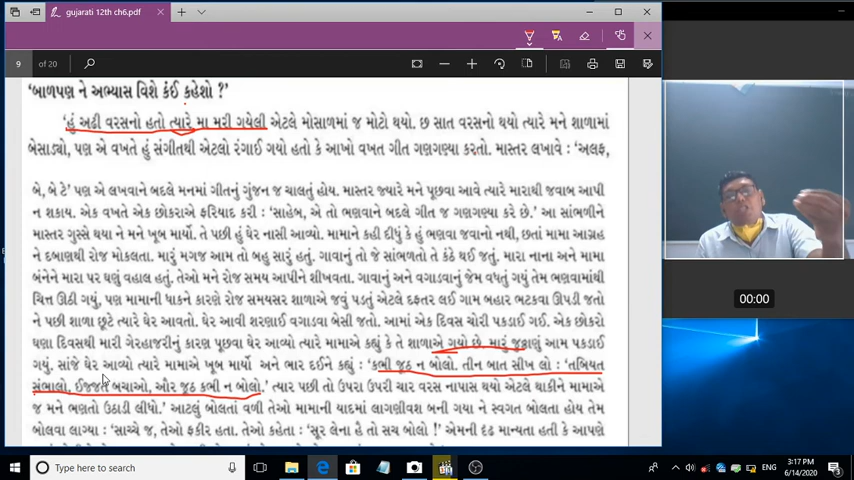 gujarati 12th ch6.pdf
9 of 20
'બાળપણ ને અભ્યાસ વિશે કંઈ કહેશો ?'
'હું અઢી વરસનો હતો ત્યારે મા મરી ગયેલી એટલે મોસાળમાં જ મોટો થયો. છ સાત વરસનો થયો ત્યારે મને શાળામાં
બેસાડ્યો, પણ એ વખતે હું સંગીતથી એટલો રંગાઈ ગયો હતો કે આખો વખત ગીત ગણગણ્યા કરતો. માસ્તર લખાવે : 'અલફ,
બે, બે ટે' પણ એ લખવાને બદલે મનમાં ગીતનું ગુંજન જ ચાલતું હોય. માસ્તર જ્યારે મને પૂછવા આવે ત્યારે મારાથી જવાબ આપી
ન શકાય. એક વખતે એક છોકરાએ ફરિયાદ કરી : 'સાહેબ, એ તો ભણવાને બદલે ગીત જ ગણગણ્યા કરે છે.' આ સાંભળીને
માસ્તર ગુસ્સે થયા ને મને ખૂબ માર્યો. તે પછી હું ઘેર નાસી આવ્યો. મામાને કહી દીધું કે હું ભણવા જવાનો નથી, છતાં મામા આગ્રહ
ને દબાણથી રોજ મોકલતા. મારું મગજ આમ તો બહુ સારું હતું. ગાવાનું તો જે સાંભળતો તે કંઠે થઈ જતું. મારા નાના અને મામા
બંનેને મારા પર ઘણું વહાલ હતું. તેઓ મને રોજ સમય આપીને શીખવતા. ગાવાનું અને વગાડવાનું જેમ વધતું ગયું તેમ ભણવામાંથી
ચિત્ત ઊઠી ગયું, પણ મામાની ધાકને કારણે રોજ સમયસર શાળાએ જવું પડતું એટલે દફતર લઈ ગામ બહાર ભટકવા ઊપડી જતો
ને પછી શાળા છૂટે ત્યારે ઘેર આવતો. ઘેર આવી શરણાઈ વગાડવા બેસી જતો. આમાં એક દિવસ ચોરી પકડાઈ ગઈ. એક છોકરો
ઘણા દિવસથી મારી ગેરહાજરીનું કારણ પૂછવા ઘેર આવ્યો ત્યારે મામાએ કહ્યું કે તે શાળાએ ગયો છે. મારું જુઠ્ઠાણું આમ પકડાઈ
ગયું. સાંજે ઘેર આવ્યો ત્યારે મામાએ ખૂબ માર્યો અને ભાર દઈને કહ્યું : 'કભી જૂઠ ન બોલો. તીન બાત સીખ લો : 'તબિયત
સંભાલો, ઈજ્જત બચાઓ, ઔર જૂઠ કભી ન બોલો.' ત્યાર પછી તો ઉપરા ઉપરી ચાર વરસ નાપાસ થયો એટલે થાકીને મામાએ
જ મને ભણતો ઉઠાડી લીધો.' આટલું બોલતાં વળી તેઓ મામાની યાદમાં લાગણીવશ બની ગયા ને સ્વગત બોલતા હોય તેમ
બોલવા લાગ્યા : 'સાચ્ચે જ, તેઓ ફકીર હતા. તેઓ કહેતા : 'સૂર લેના હૈ તો સચ બોલો !' એમની દૃઢ માન્યતા હતી કે આપણે
00:00
Type here to search
ENG
3:17 PM
6/14/2020
3